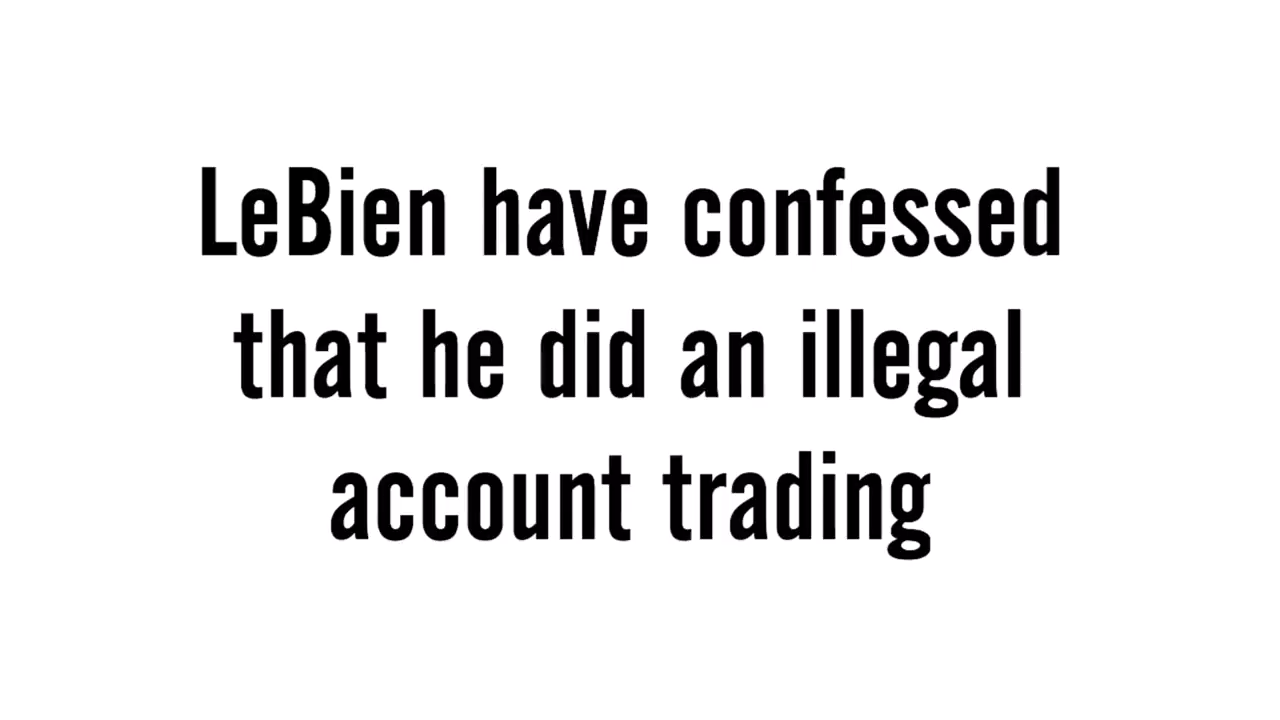 LeBien have confessed
that he did an illegal
account trading